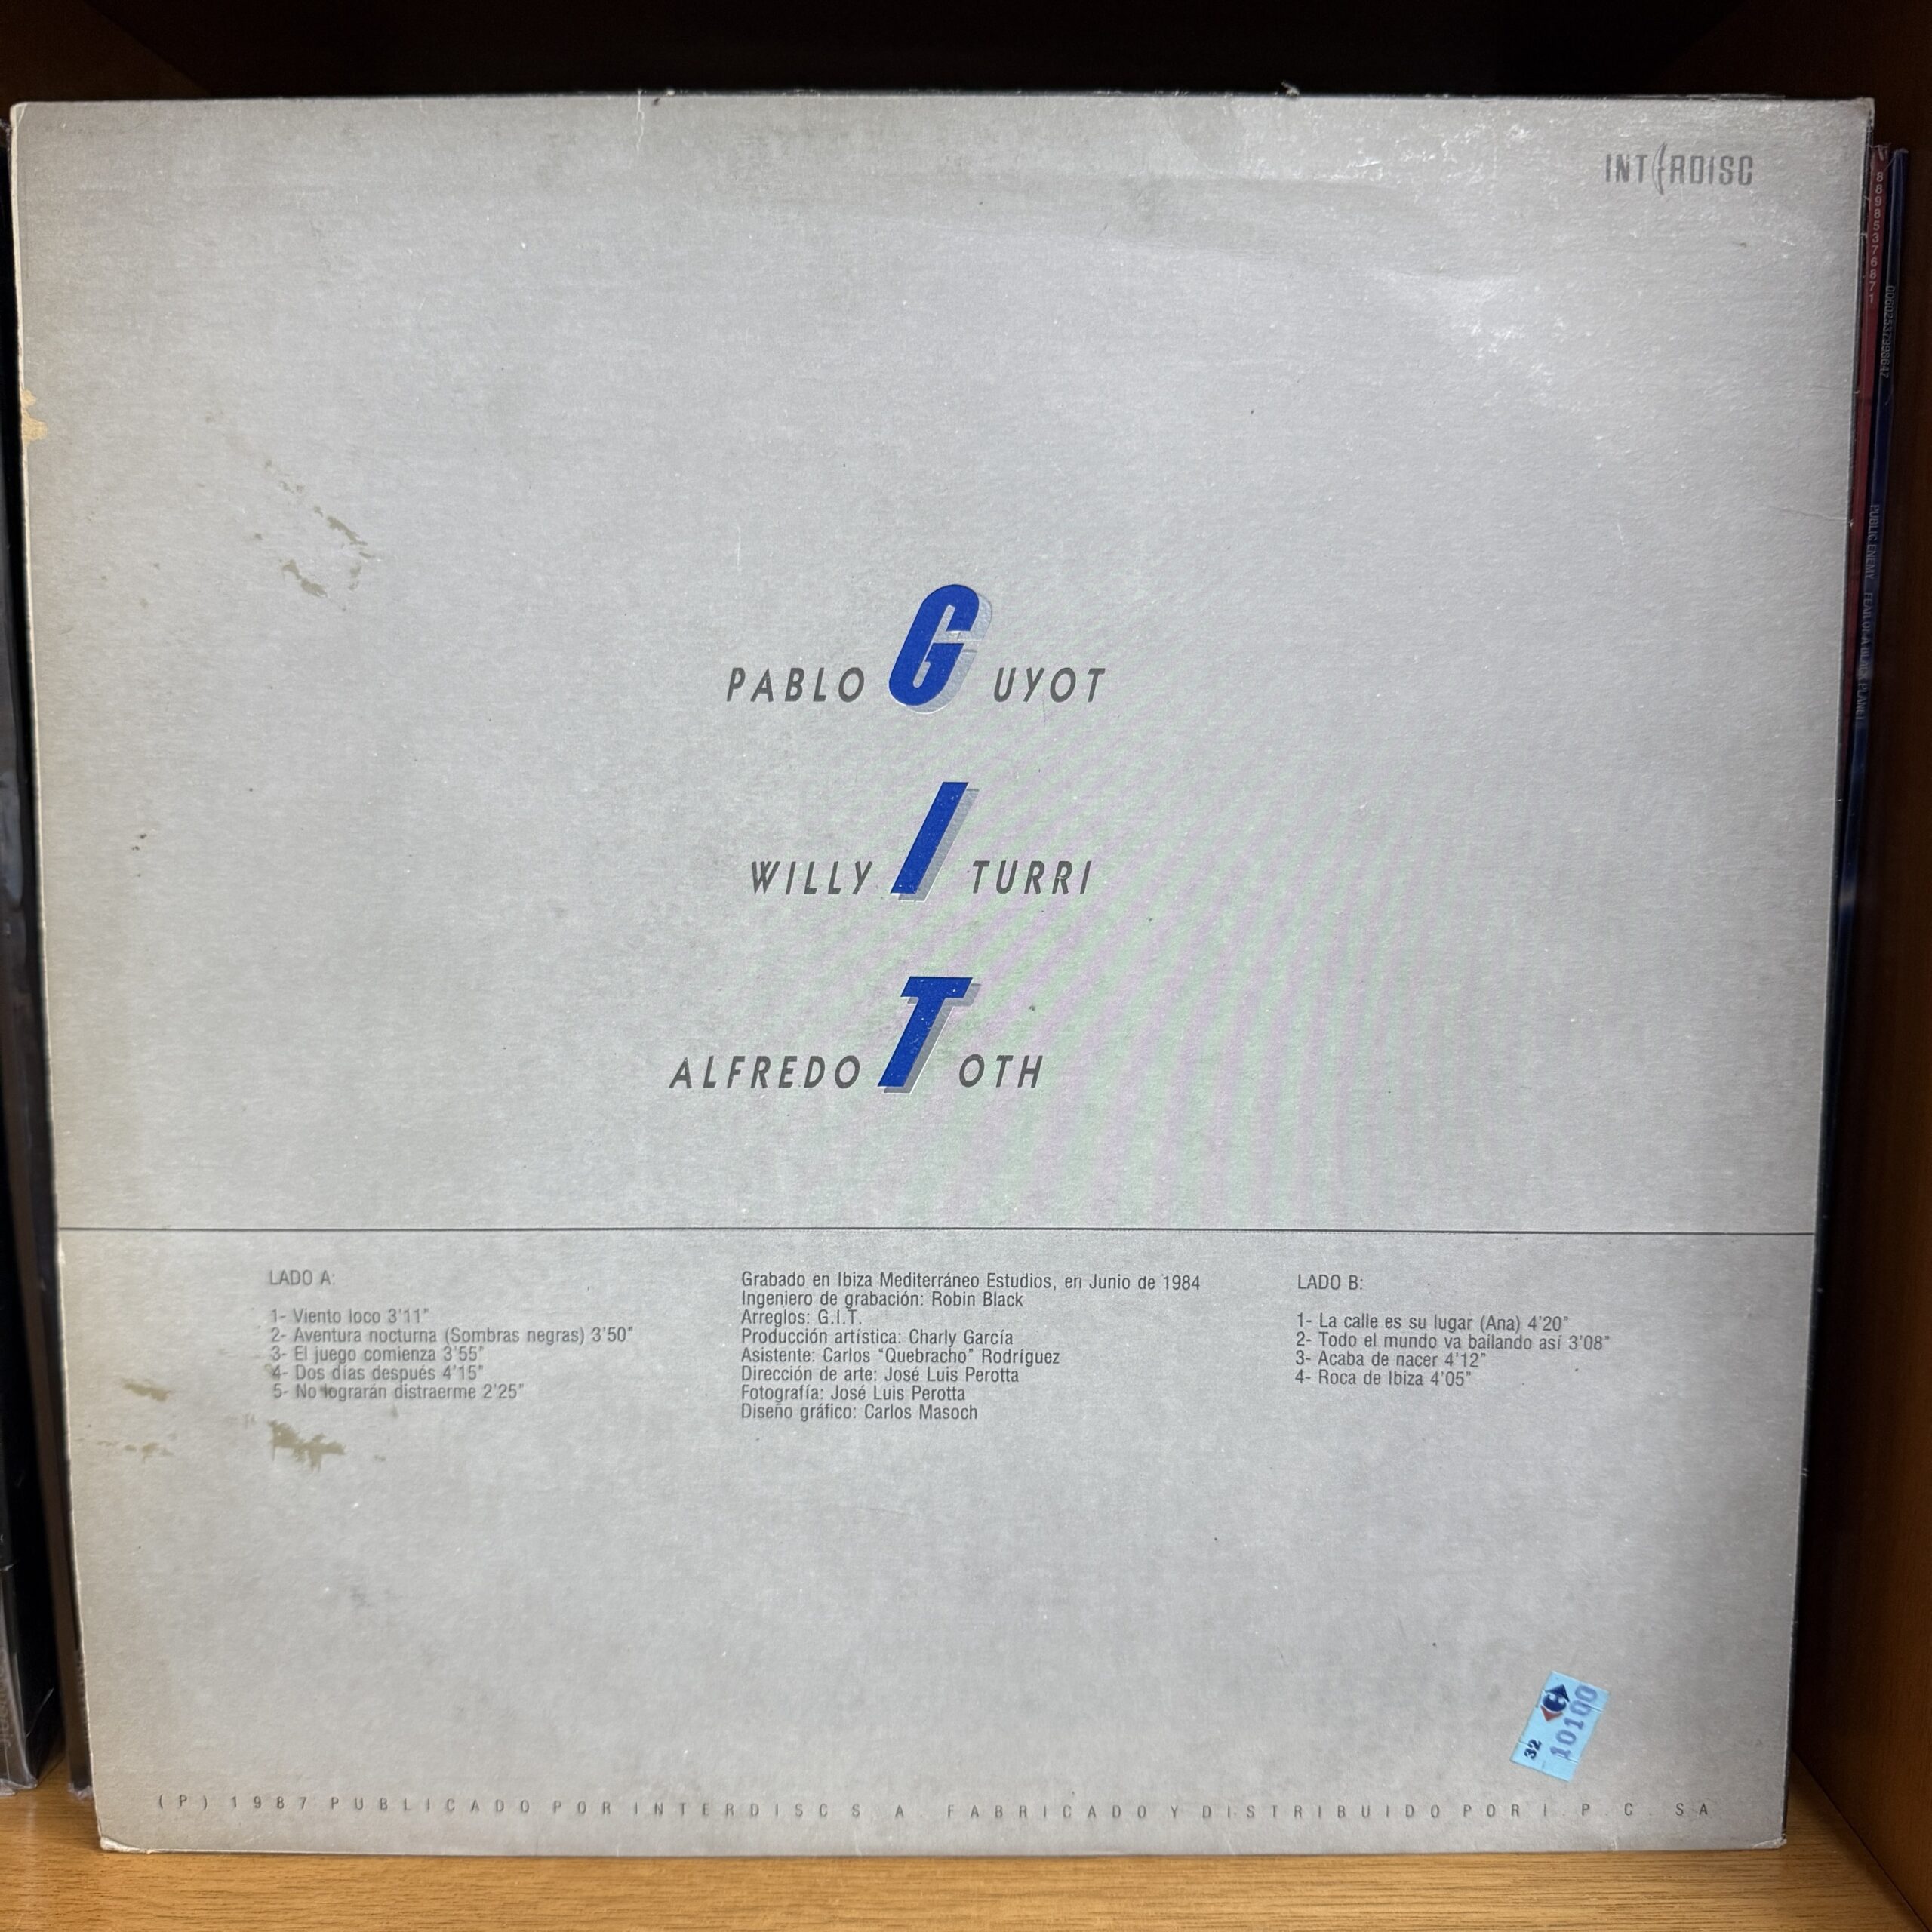 INTERDISC
PABLO GUYOT
WILLY ITURRI
ALFREDO TOTH
LADO A:
1- Viento loco 3'11"
2- Aventura nocturna (Sombras negras) 3'50"
3- El juego comienza 3'55"
4- Dos días después 4'15"
5- No lograrán distraerme 2'25"
Grabado en Ibiza Mediterráneo Estudios, en Junio de 1984
Ingeniero de grabación: Robin Black
Arreglos: G.I.T.
Producción artística: Charly García
Asistente: Carlos "Quebracho" Rodríguez
Dirección de arte: José Luis Perotta
Fotografía: José Luis Perotta
Diseño gráfico: Carlos Masoch
LADO B:
1- La calle es su lugar (Ana) 4'20"
2- Todo el mundo va bailando así 3'08"
3- Acaba de nacer 4'12"
4- Roca de Ibiza 4'05"
32
10100
(P) 1987 PUBLICADO POR INTERDISC S.A. FABRICADO Y DISTRIBUIDO POR I.P.C. SA
88985376871
PUBLIC ENEMY